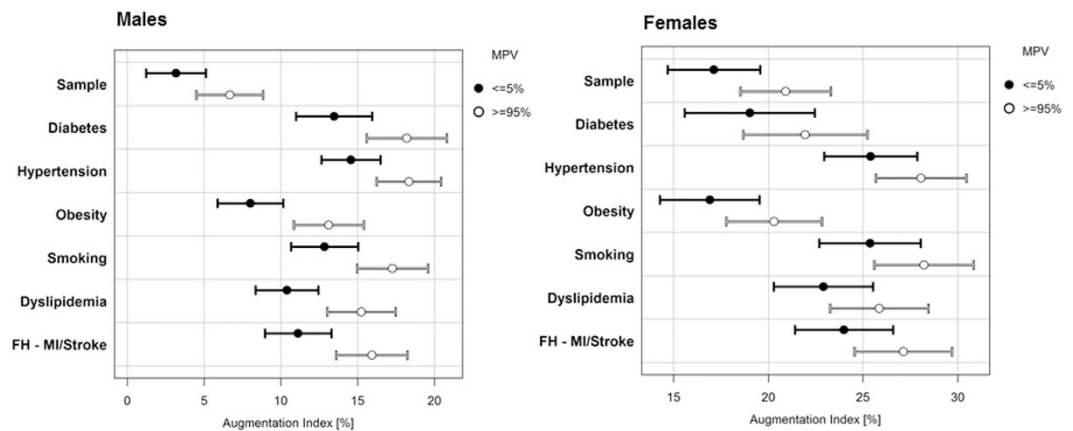 Males
MPV
<=5%
>=95%
Sample
Diabetes
Hypertension
Obesity
Smoking
Dyslipidemia
FH - MI/Stroke
0 5 10 15 20
Augmentation Index [%]
Females
MPV
<=5%
>=95%
Sample
Diabetes
Hypertension
Obesity
Smoking
Dyslipidemia
FH - MI/Stroke
15 20 25 30
Augmentation Index [%]